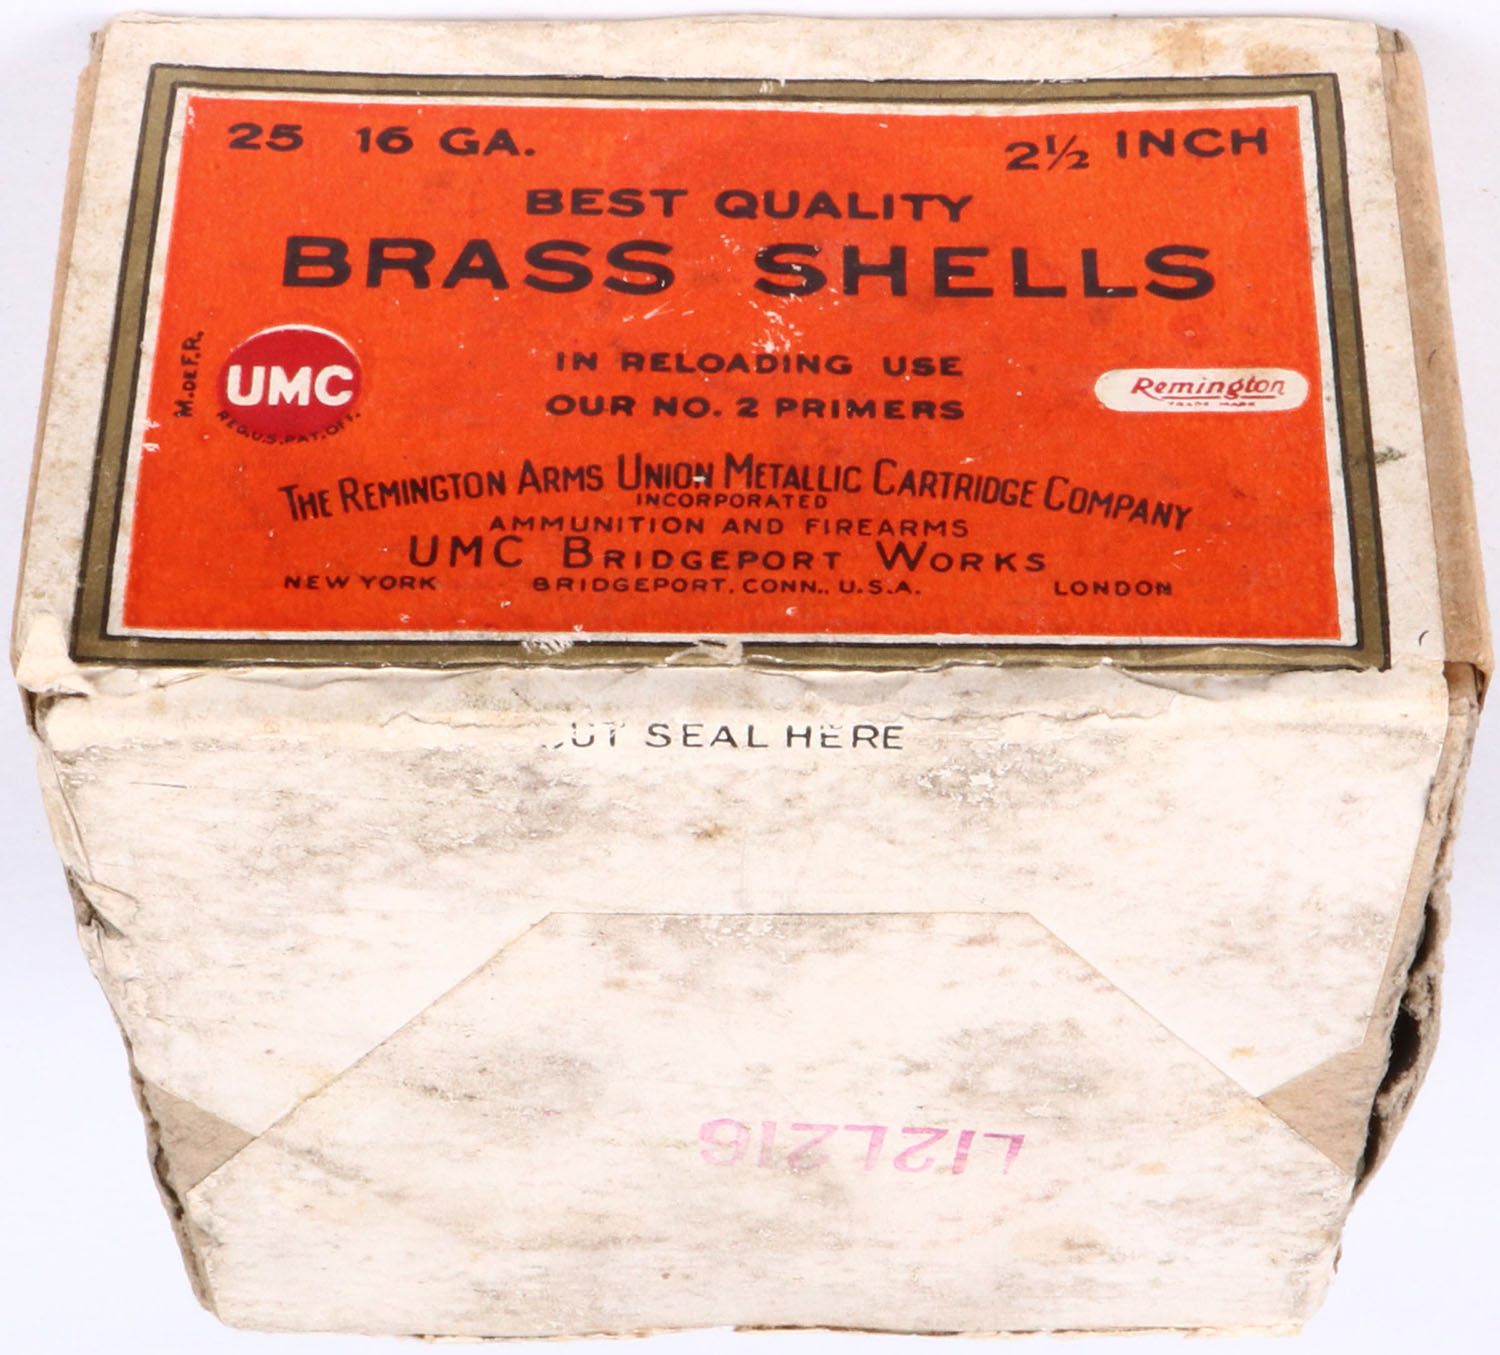 25 16 GA. 2½ INCH
BEST QUALITY
BRASS SHELLS
M. DE F. R.
UMC
REG. U.S. PAT. OFF.
IN RELOADING USE
OUR NO. 2 PRIMERS
Remington
TRADE MARK
THE REMINGTON ARMS UNION METALLIC CARTRIDGE COMPANY
INCORPORATED
AMMUNITION AND FIREARMS
UMC BRIDGEPORT WORKS
NEW YORK BRIDGEPORT, CONN., U.S.A. LONDON
SEAL HERE